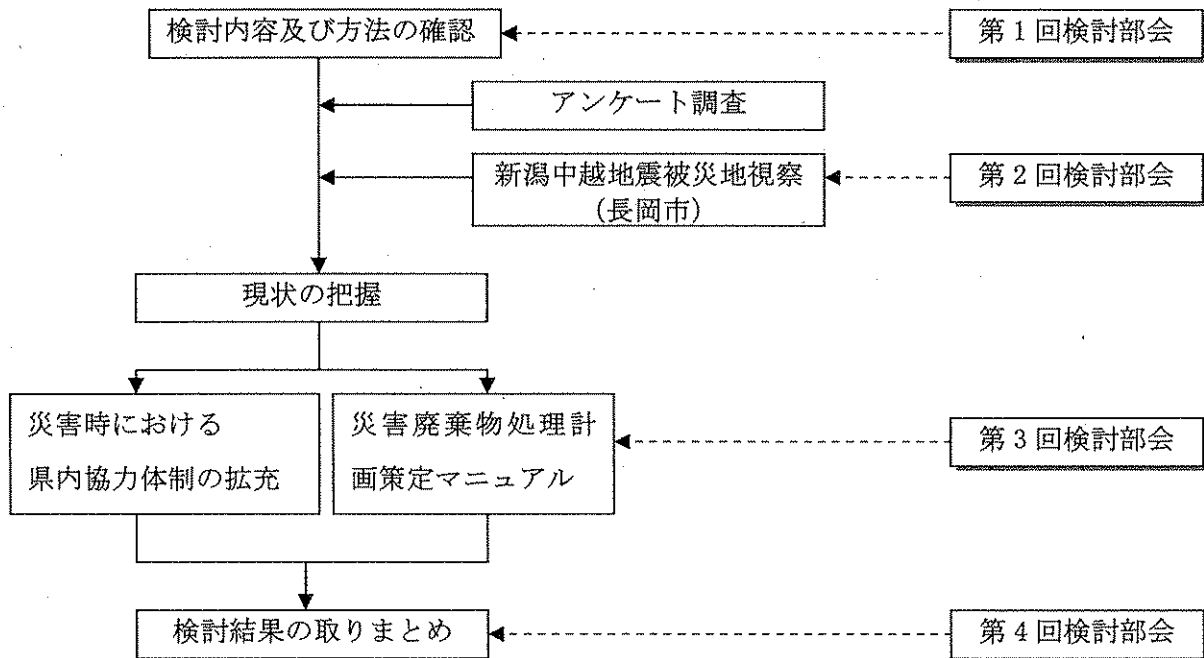 検討内容及び方法の確認
第1回検討部会
アンケート調査
新潟中越地震被災地視察
(長岡市)
第2回検討部会
現状の把握
災害時における
県内協力体制の拡充
災害廃棄物処理計
画策定マニュアル
第3回検討部会
検討結果の取りまとめ
第4回検討部会